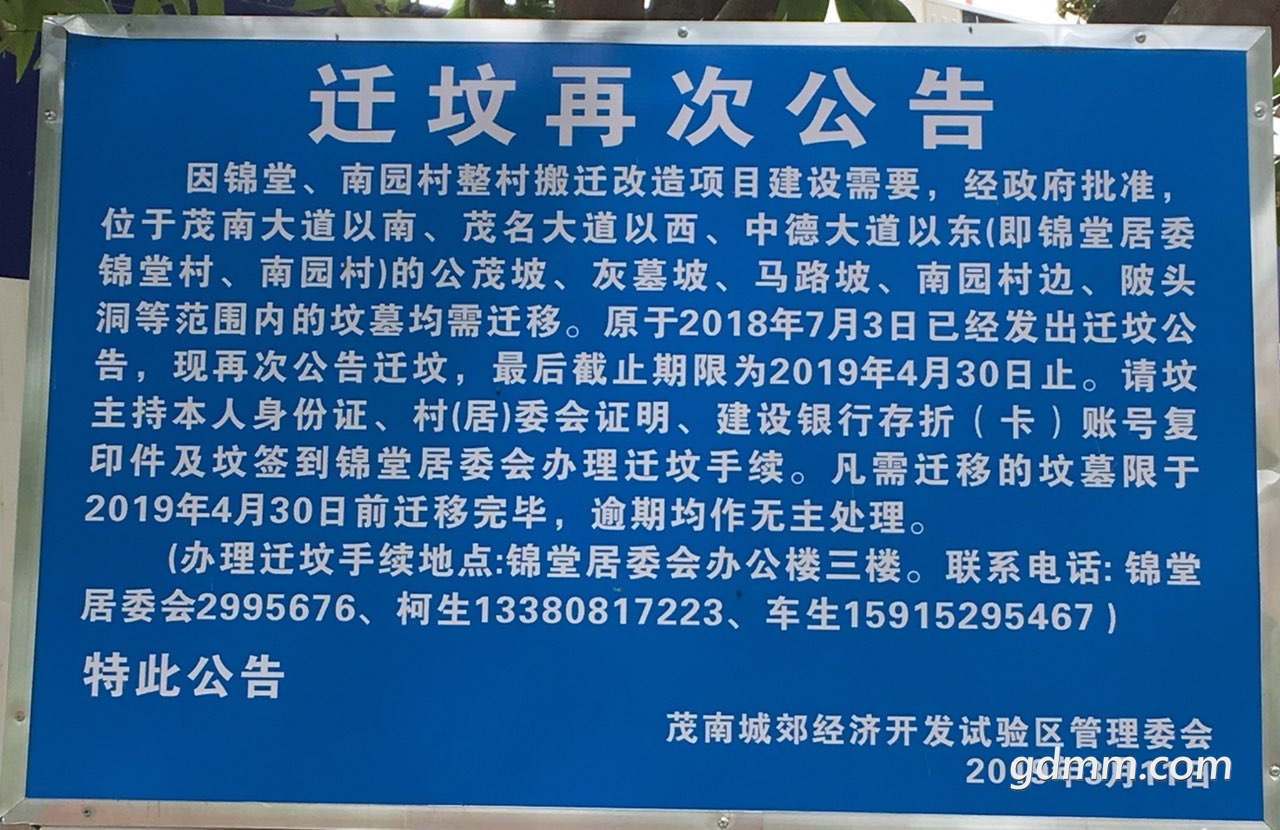 迁坟再次公告
因锦堂、南园村整村搬迁改造项目建设需要，经政府批准，
位于茂南大道以南、茂名大道以西、中德大道以东(即锦堂居委
锦堂村、南园村)的公茂坡、灰墓坡、马路坡、南园村边、陂头
洞等范围内的坟墓均需迁移。原于2018年7月3日已经发出迁坟公
告，现再次公告迁坟，最后截止期限为2019年4月30日止。请坟
主持本人身份证、村(居)委会证明、建设银行存折（卡）账号复
印件及坟签到锦堂居委会办理迁坟手续。凡需迁移的坟墓限于
2019年4月30日前迁移完毕，逾期均作无主处理。
(办理迁坟手续地点:锦堂居委会办公楼三楼。联系电话: 锦堂
居委会2995676、柯生13380817223、车生15915295467）
特此公告
茂南城郊经济开发试验区管理委会
2019年3月11日
gdmm.com